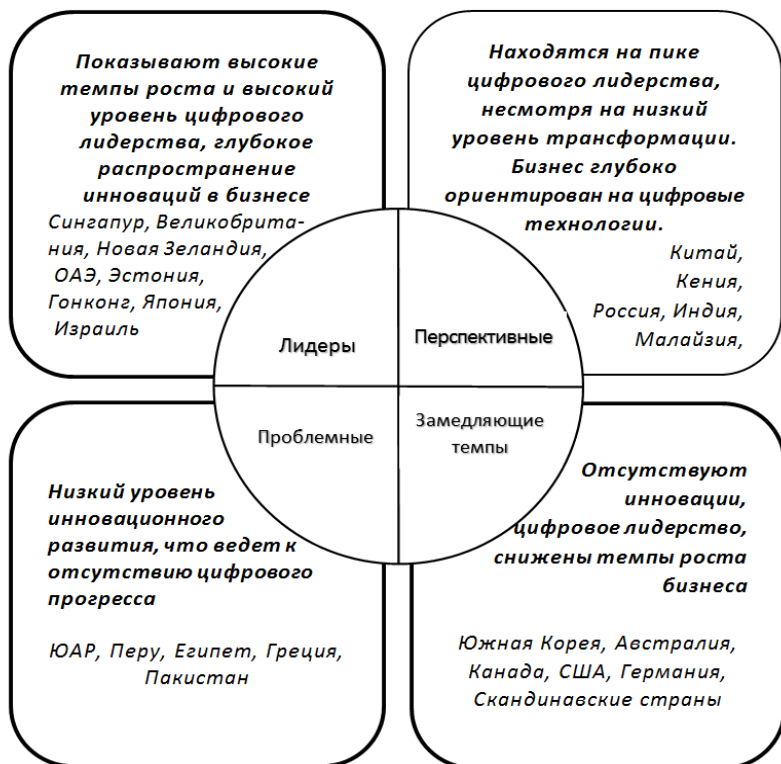 Показывают высокие
темпы роста и высокий
уровень цифрового
лидерства, глубокое
распространение
инноваций в бизнесе
Сингапур, Великобрита-
ния, Новая Зеландия,
ОАЭ, Эстония,
Гонконг, Япония,
Израиль
Находятся на пике
цифрового лидерства,
несмотря на низкий
уровень трансформации.
Бизнес глубоко
ориентирован на цифровые
технологии.
Китай,
Кения,
Россия, Индия,
Малайзия,
Лидеры
Перспективные
Проблемные
Замедляющие
темпы
Низкий уровень
инновационного
развития, что ведет к
отсутствию цифрового
прогресса
ЮАР, Перу, Египет, Греция,
Пакистан
Отсутствуют
инновации,
цифровое лидерство,
снижены темпы роста
бизнеса
Южная Корея, Австралия,
Канада, США, Германия,
Скандинавские страны